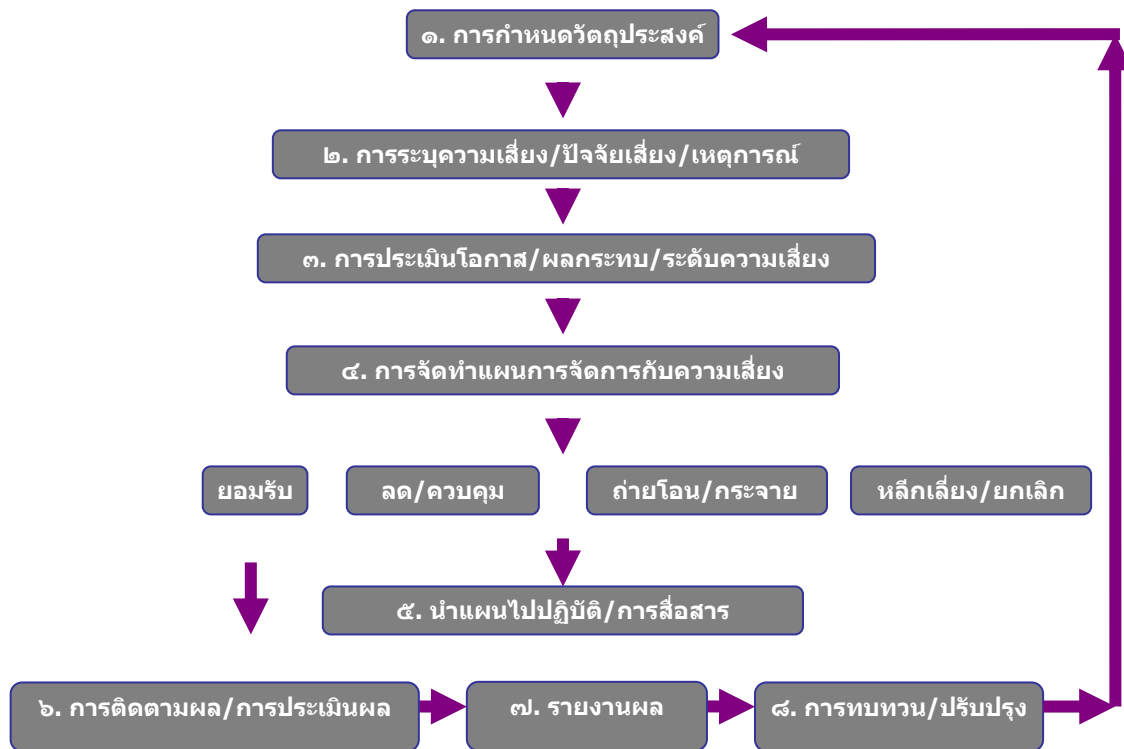 ๑. การกำหนดวัตถุประสงค์
๒. การระบุความเสี่ยง/ปัจจัยเสี่ยง/เหตุการณ์
๓. การประเมินโอกาส/ผลกระทบ/ระดับความเสี่ยง
๔. การจัดทำแผนการจัดการกับความเสี่ยง
ยอมรับ
ลด/ควบคุม
ถ่ายโอน/กระจาย
หลีกเลี่ยง/ยกเลิก
๕. นำแผนไปปฏิบัติ/การสื่อสาร
๖. การติดตามผล/การประเมินผล
๗. รายงานผล
๘. การทบทวน/ปรับปรุง